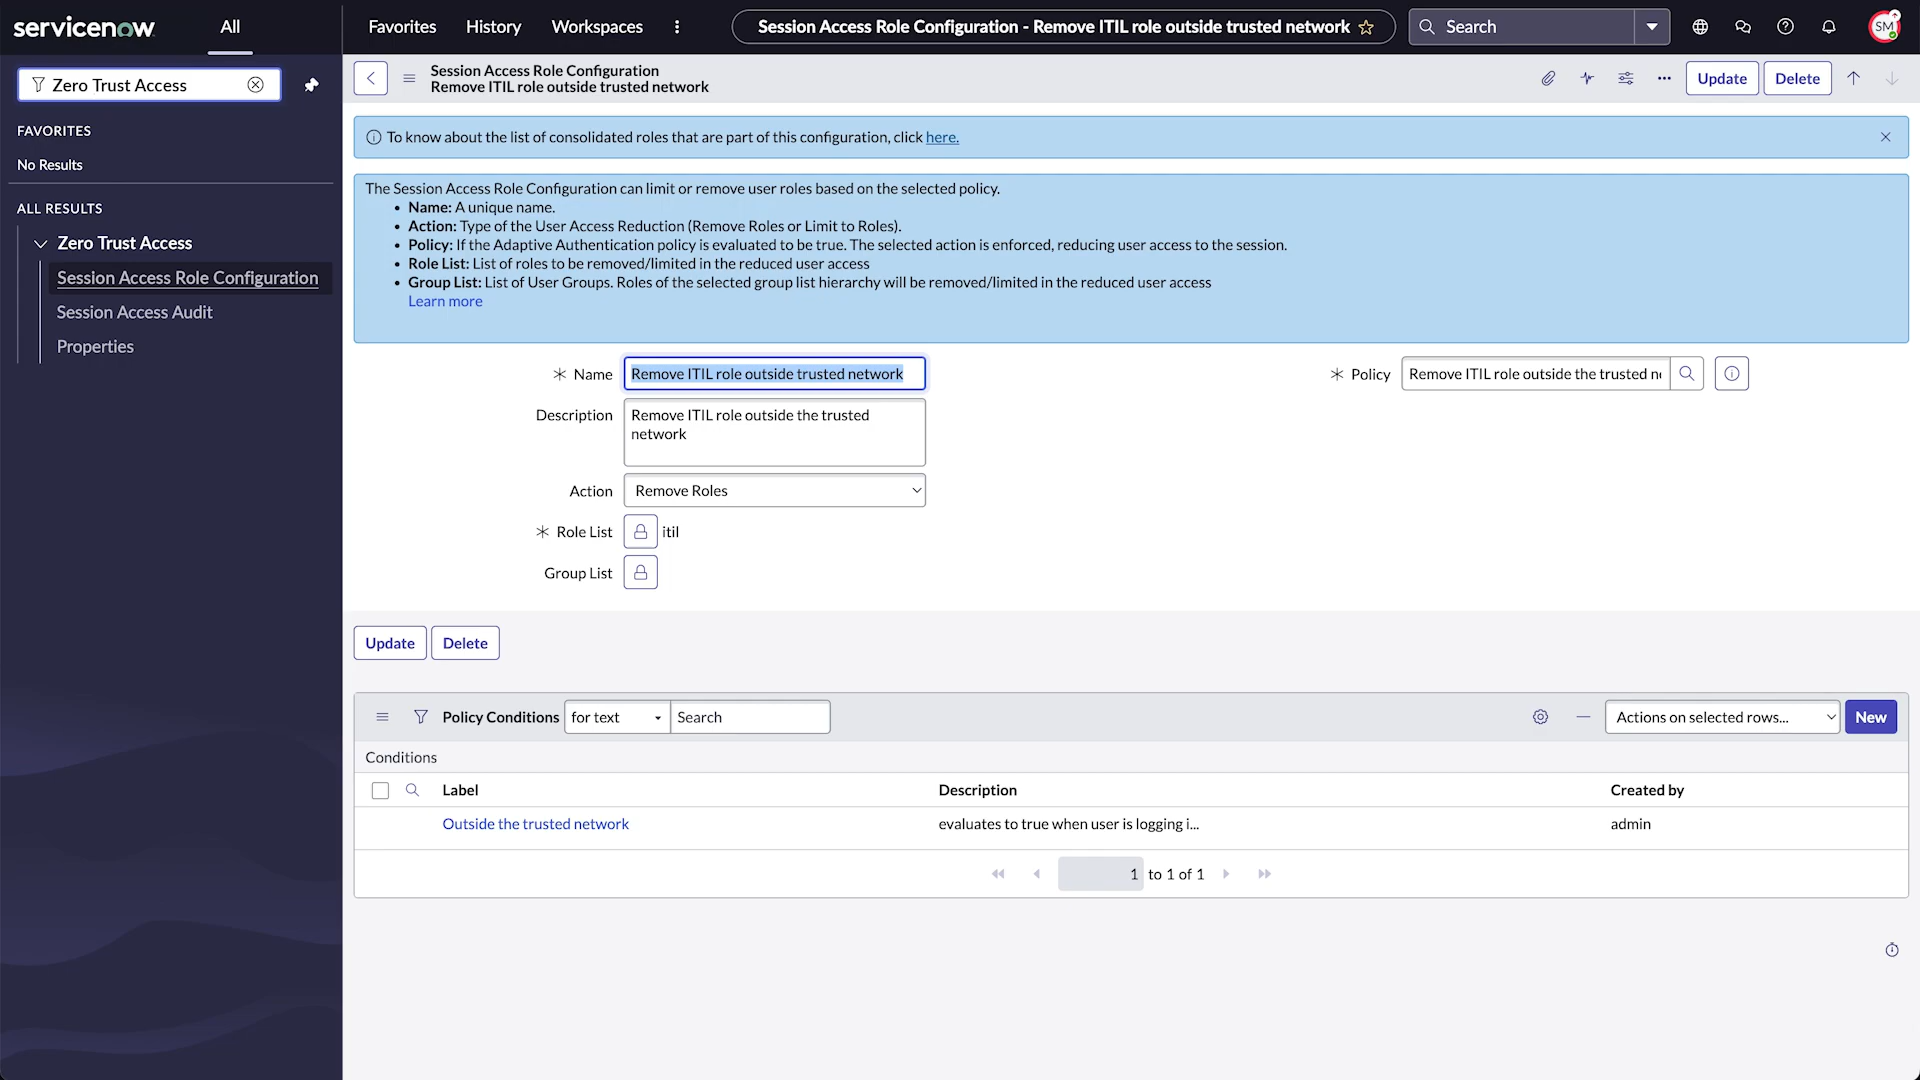 servicenow
All
Favorites
History
Workspaces
Session Access Role Configuration - Remove ITIL role outside trusted network
Search
SM
Zero Trust Access
FAVORITES
No Results
ALL RESULTS
Zero Trust Access
Session Access Role Configuration
Session Access Audit
Properties
Session Access Role Configuration
Remove ITIL role outside trusted network
Update
Delete
To know about the list of consolidated roles that are part of this configuration, click here.
The Session Access Role Configuration can limit or remove user roles based on the selected policy.
• Name: A unique name.
• Action: Type of the User Access Reduction (Remove Roles or Limit to Roles).
• Policy: If the Adaptive Authentication policy is evaluated to be true. The selected action is enforced, reducing user access to the session.
• Role List: List of roles to be removed/limited in the reduced user access
• Group List: List of User Groups. Roles of the selected group list hierarchy will be removed/limited in the reduced user access
Learn more
Name
Remove ITIL role outside trusted network
Policy
Remove ITIL role outside the trusted
Description
Remove ITIL role outside the trusted
network
Action
Remove Roles
Role List
itil
Group List
Update
Delete
Policy Conditions
for text
Search
Actions on selected rows...
New
Conditions
Label
Description
Created by
Outside the trusted network
evaluates to true when user is logging i...
admin
1 to 1 of 1